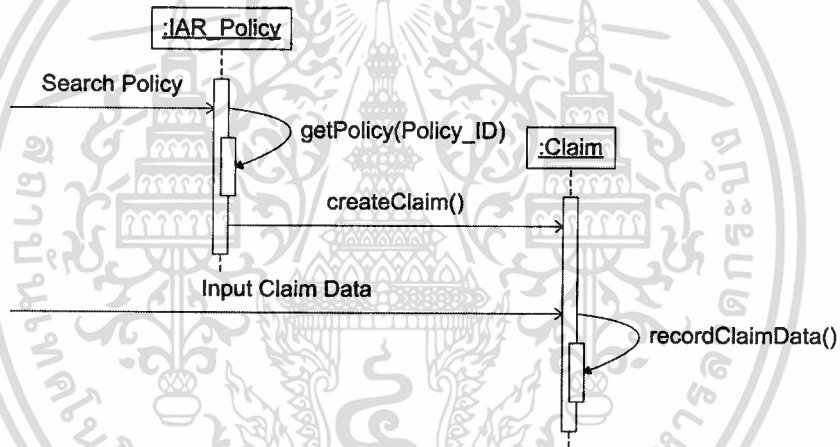 :IAR_Policy
Search Policy
getPolicy(Policy_ID)
:Claim
createClaim()
Input Claim Data
recordClaimData()